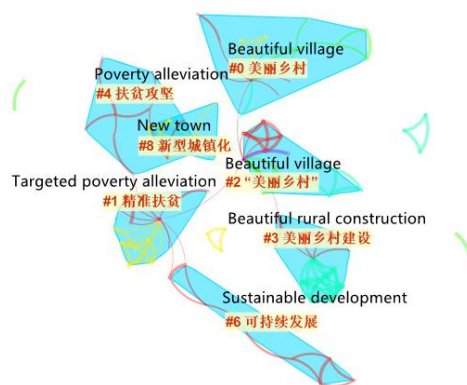 Beautiful village
#0 美丽乡村
Poverty alleviation
#4 扶贫攻坚
New town
#8 新型城镇化
Beautiful village
#2 “美丽乡村”
Targeted poverty alleviation
#1 精准扶贫
Beautiful rural construction
#3 美丽乡村建设
Sustainable development
#6 可持续发展